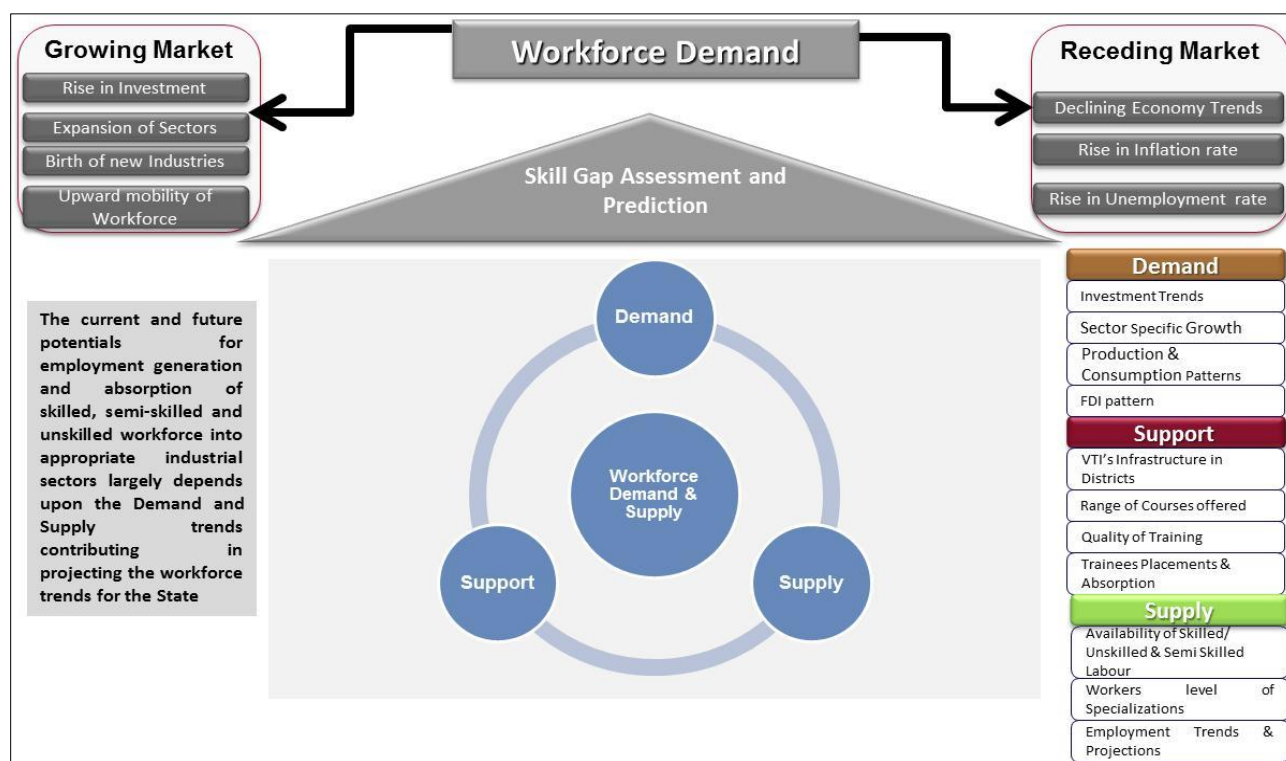 Growing Market
Rise in Investment
Expansion of Sectors
Birth of new Industries
Upward mobility of
Workforce
Workforce Demand
Receding Market
Declining Economy Trends
Rise in Inflation rate
Rise in Unemployment rate
Skill Gap Assessment and
Prediction
The current and future
potentials for
employment generation
and absorption of
skilled, semi-skilled and
unskilled workforce into
appropriate industrial
sectors largely depends
upon the Demand and
Supply trends
contributing in
projecting the workforce
trends for the State
Demand
Workforce
Demand &
Supply
Support
Supply
Demand
Investment Trends
Sector Specific Growth
Production &
Consumption Patterns
FDI pattern
Support
VTI's Infrastructure in
Districts
Range of Courses offered
Quality of Training
Trainees Placements &
Absorption
Supply
Availability of Skilled/
Unskilled & Semi Skilled
Labour
Workers level of
Specializations
Employment Trends &
Projections